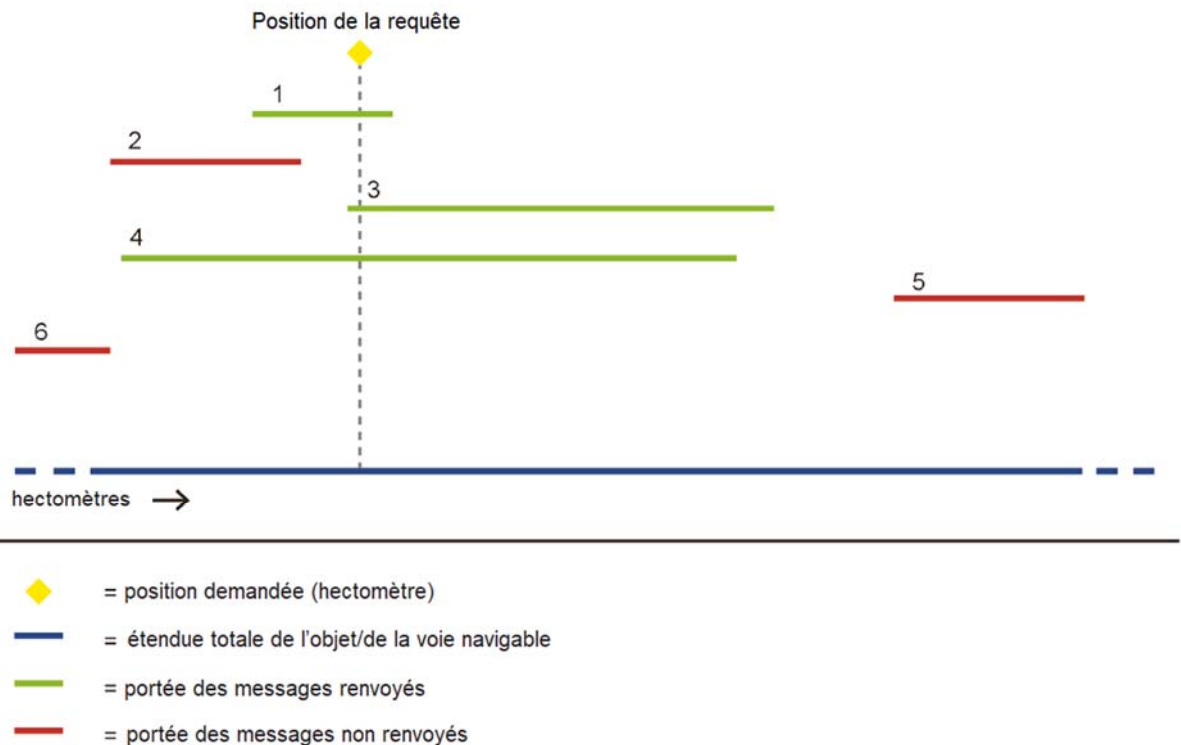 Position de la requête
1
2
3
4
5
6
hectomètres
= position demandée (hectomètre)
= étendue totale de l'objet/de la voie navigable
= portée des messages renvoyés
= portée des messages non renvoyés